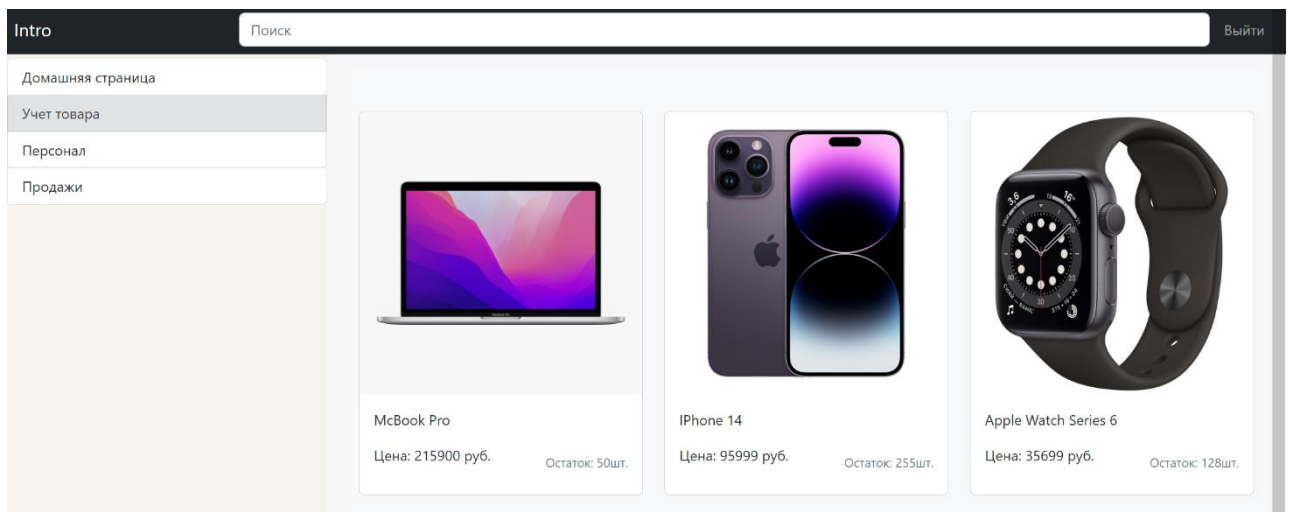 Intro
Поиск
Выйти
Домашняя страница
Учет товара
Персонал
Продажи
McBook Pro
Цена: 215900 руб.
Остаток: 50шт.
IPhone 14
Цена: 95999 руб.
Остаток: 255шт.
Apple Watch Series 6
Цена: 35699 руб.
Остаток: 128шт.